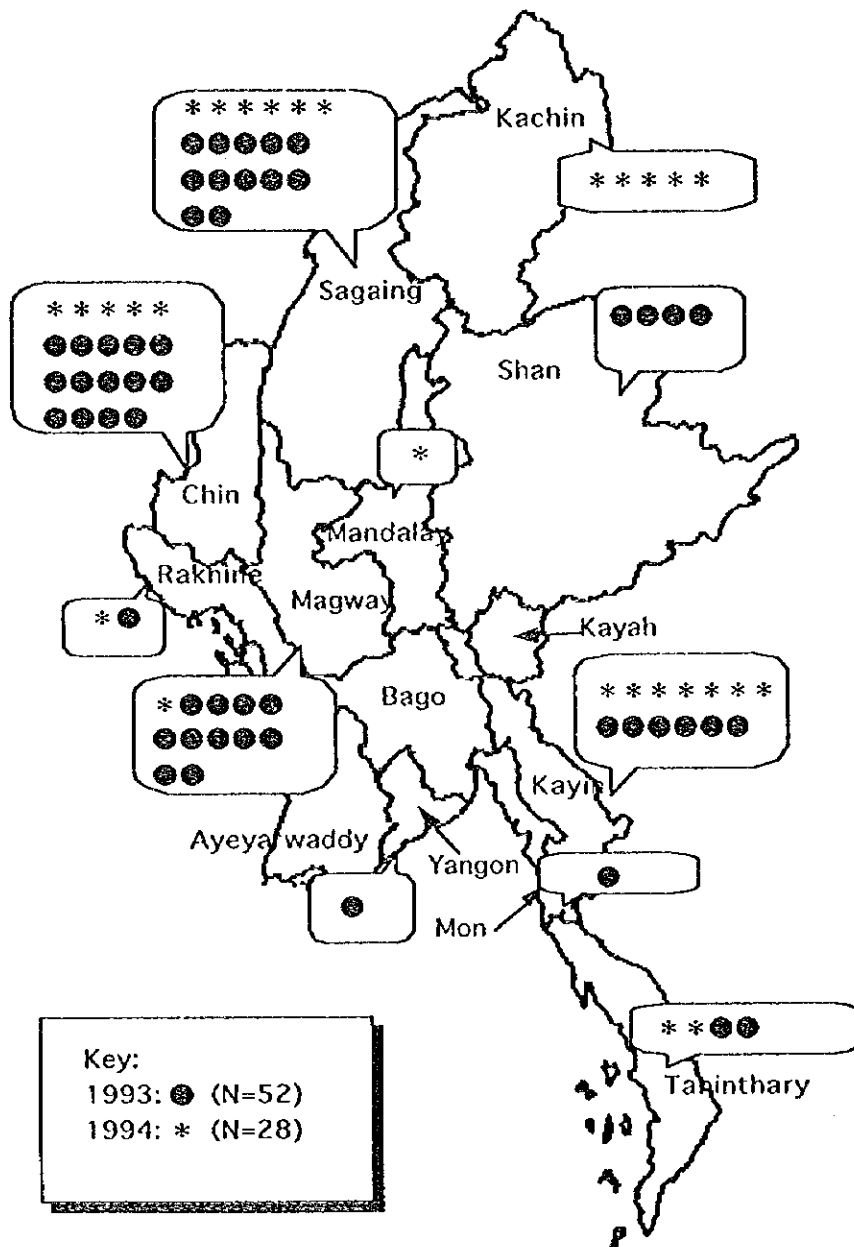 * * * * * *
Kachin
* * * * *
Sagaing
* * * * *
Shan
*
Chin
Mandalay
Rakhine
Magway
*
Kayah
* * * * * * *
Bago
*
Kayin
Ayeyarwaddy
Yangon
Mon
* *
Taninthary
Key:
1993: ● (N=52)
1994: * (N=28)